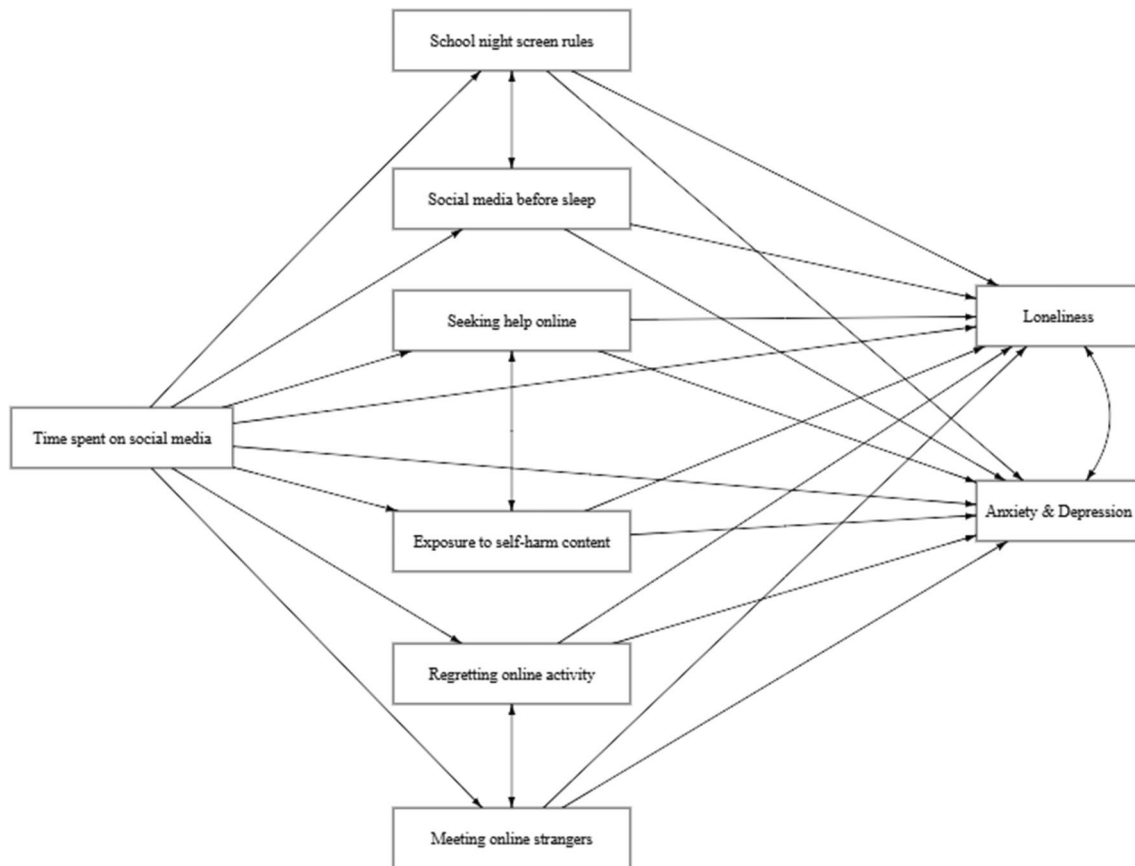 School night screen rules
Social media before sleep
Seeking help online
Loneliness
Time spent on social media
Anxiety & Depression
Exposure to self-harm content
Regretting online activity
Meeting online strangers